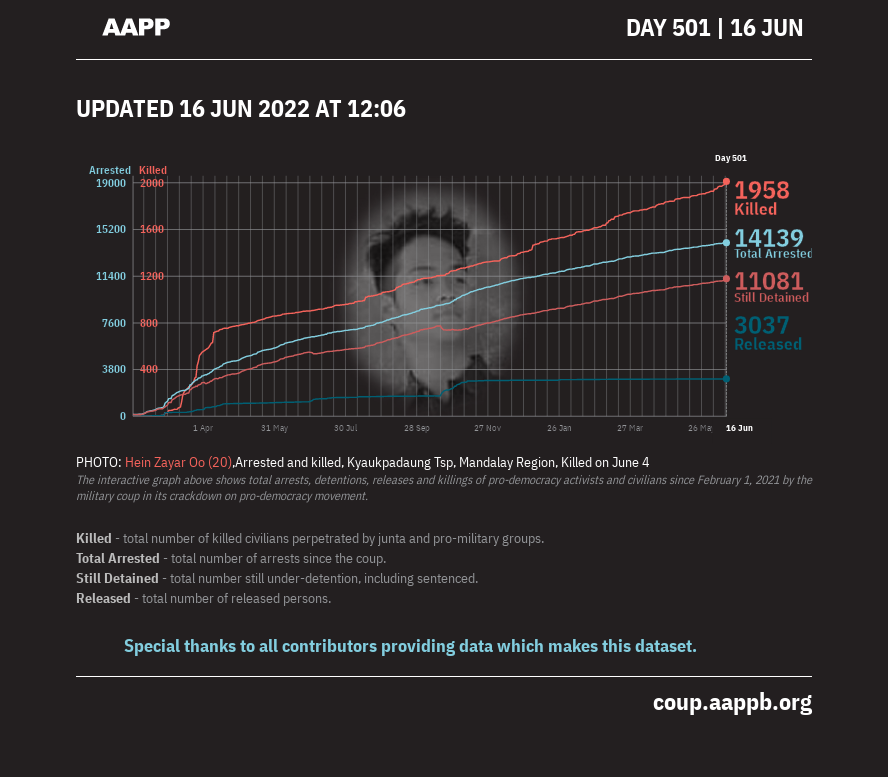 AAPP
DAY 501 | 16 JUN
UPDATED 16 JUN 2022 AT 12:06
Day 501
Arrested Killed
19000 2000
15200 1600
11400 1200
7600 800
3800 400
0
1958
Killed
14139
Total Arrested
11081
Still Detained
3037
Released
1 Apr 31 May 30 Jul 28 Sep 27 Nov 26 Jan 27 Mar 26 Ma 16 Jun
PHOTO: Hein Zayar Oo (20),Arrested and killed, Kyaukpadaung Tsp, Mandalay Region, Killed on June 4
The interactive graph above shows total arrests, detentions, releases and killings of pro-democracy activists and civilians since February 1, 2021 by the
military coup in its crackdown on pro-democracy movement.
Killed - total number of killed civilians perpetrated by junta and pro-military groups.
Total Arrested - total number of arrests since the coup.
Still Detained - total number still under-detention, including sentenced.
Released - total number of released persons.
Special thanks to all contributors providing data which makes this dataset.
coup.aappb.org